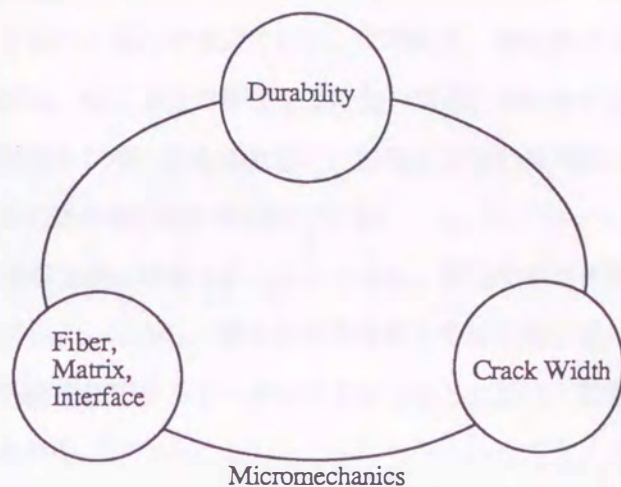 Durability
Fiber,
Matrix,
Interface
Crack Width
Micromechanics